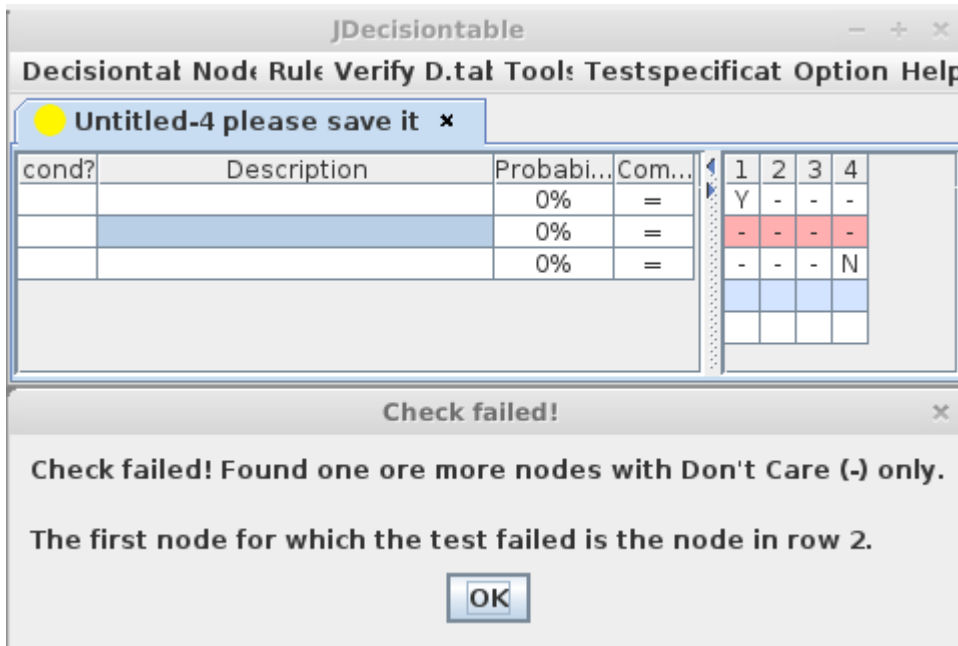 JDecisiontable
Decisiontal Node Rule Verify D.tal Tools Testspecificat Option Help
Untitled-4 please save it ×
cond? Description Probabi... Com... 1 2 3 4
0% = Y - - -
0% = - - - -
0% = - - - N
Check failed!
Check failed! Found one ore more nodes with Don't Care (-) only.
The first node for which the test failed is the node in row 2.
OK